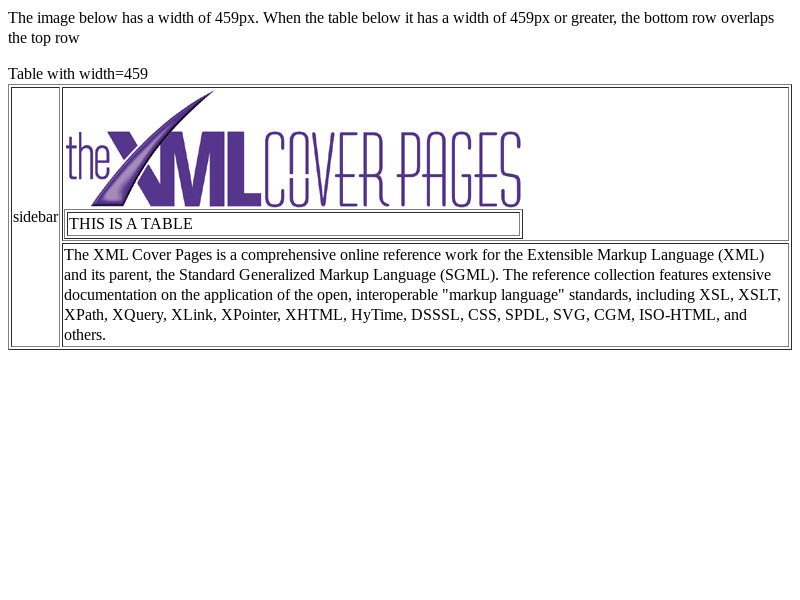 The image below has a width of 459px. When the table below it has a width of 459px or greater, the bottom row overlaps
the top row
Table with width=459
sidebar
the XML COVER PAGES
THIS IS A TABLE
The XML Cover Pages is a comprehensive online reference work for the Extensible Markup Language (XML)
and its parent, the Standard Generalized Markup Language (SGML). The reference collection features extensive
documentation on the application of the open, interoperable "markup language" standards, including XSL, XSLT,
XPath, XQuery, XLink, XPointer, XHTML, HyTime, DSSSL, CSS, SPDL, SVG, CGM, ISO-HTML, and
others.